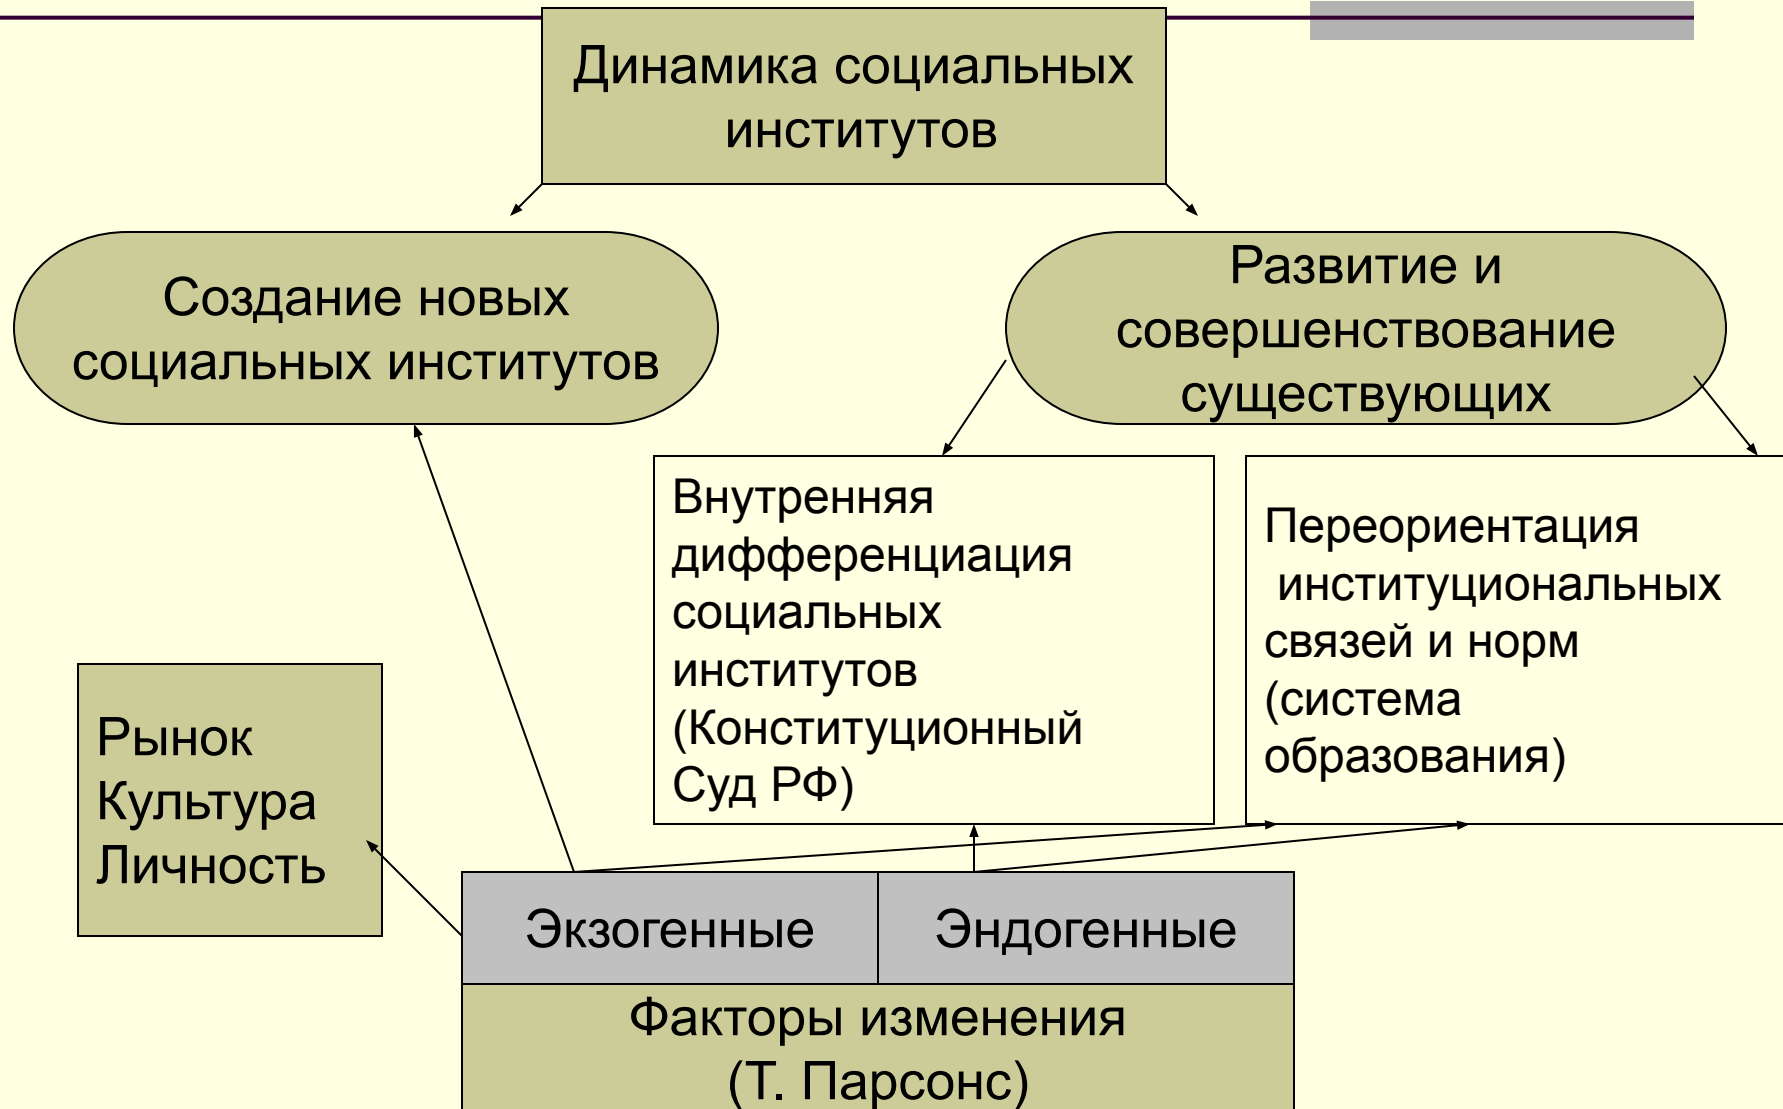 Динамика социальных
институтов
Создание новых
социальных институтов
Развитие и
совершенствование
существующих
Внутренняя
дифференциация
социальных
институтов
(Конституционный
Суд РФ)
Переориентация
институциональных
связей и норм
(система
образования)
Рынок
Культура
Личность
Экзогенные
Эндогенные
Факторы изменения
(Т. Парсонс)